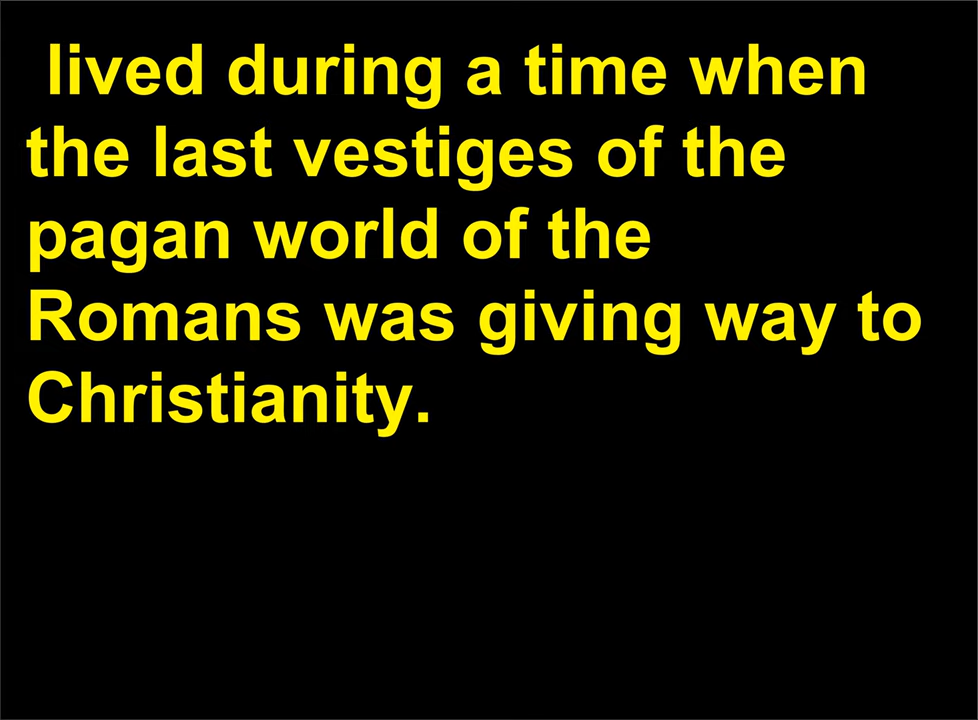 lived during a time when
the last vestiges of the
pagan world of the
Romans was giving way to
Christianity.